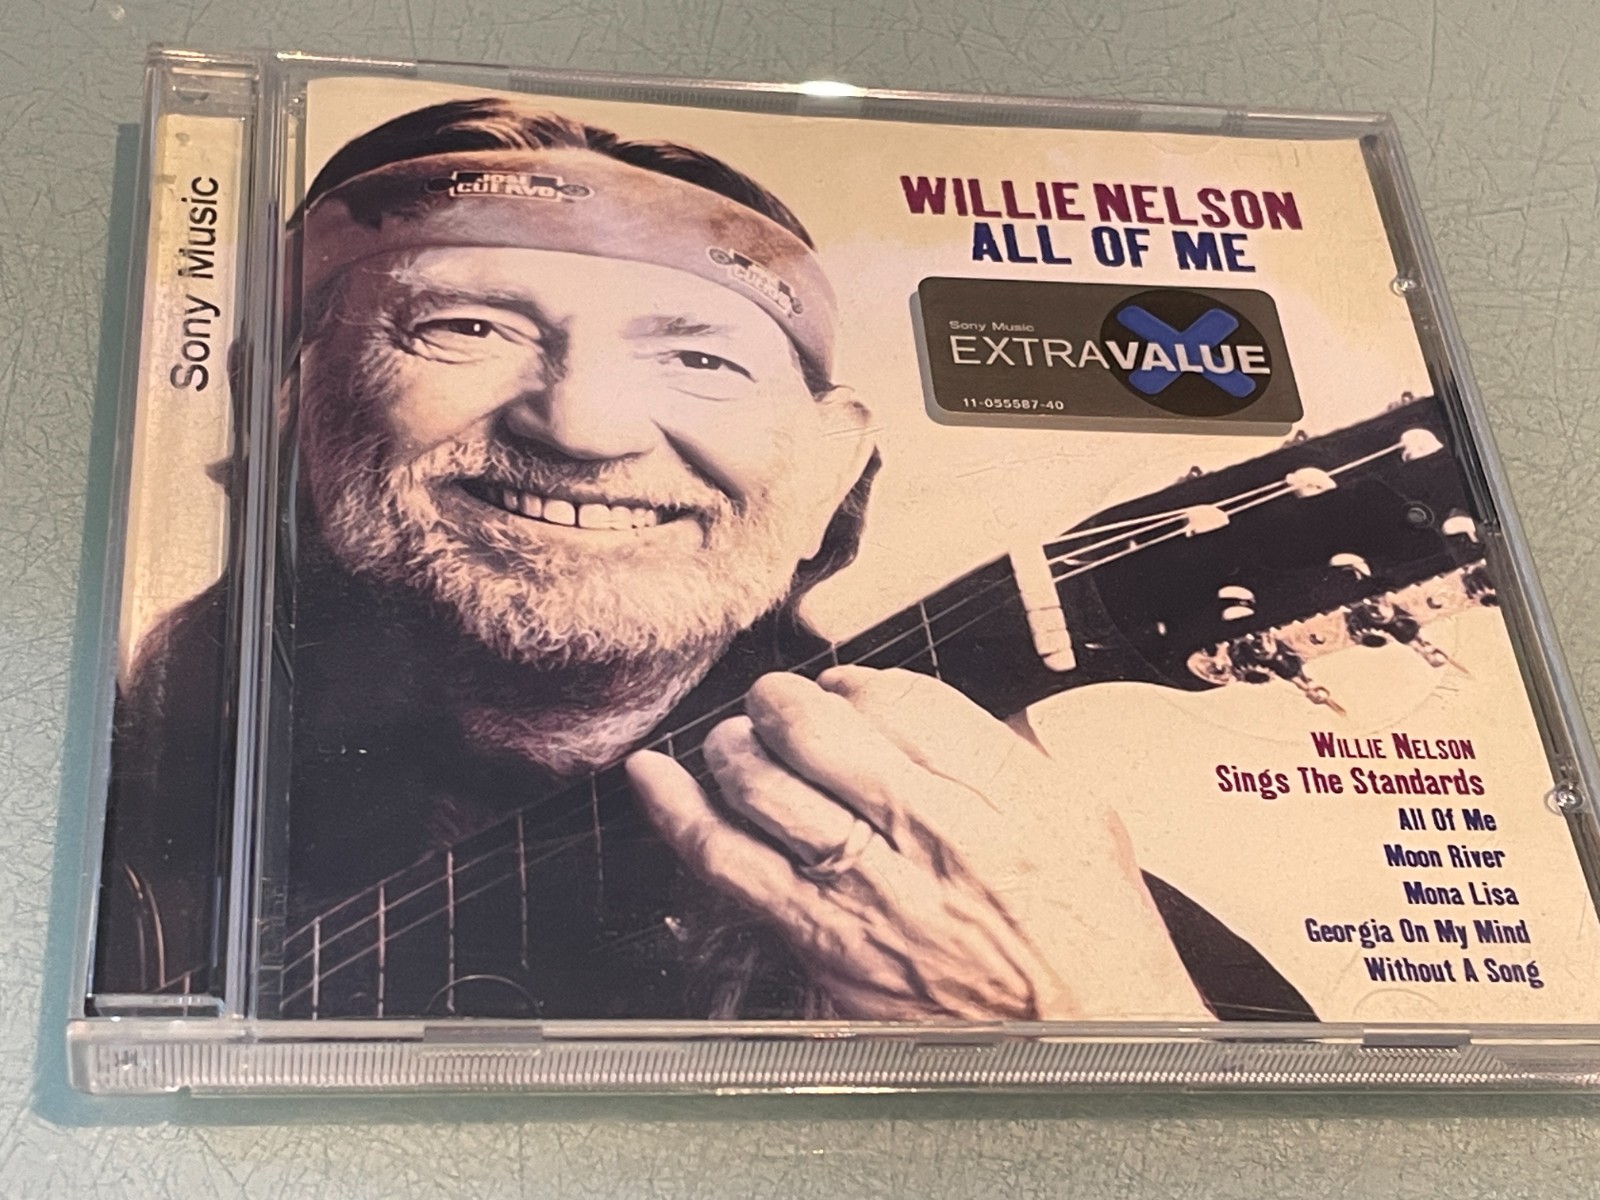 Sony Music
JOSE
CUERVO
CUERVO
WILLIE NELSON
ALL OF ME
Sony Music
EXTRAVALUE
11-055587-40
WILLIE NELSON
Sings The Standards
All Of Me
Moon River
Mona Lisa
Georgia On My Mind
Without A Song